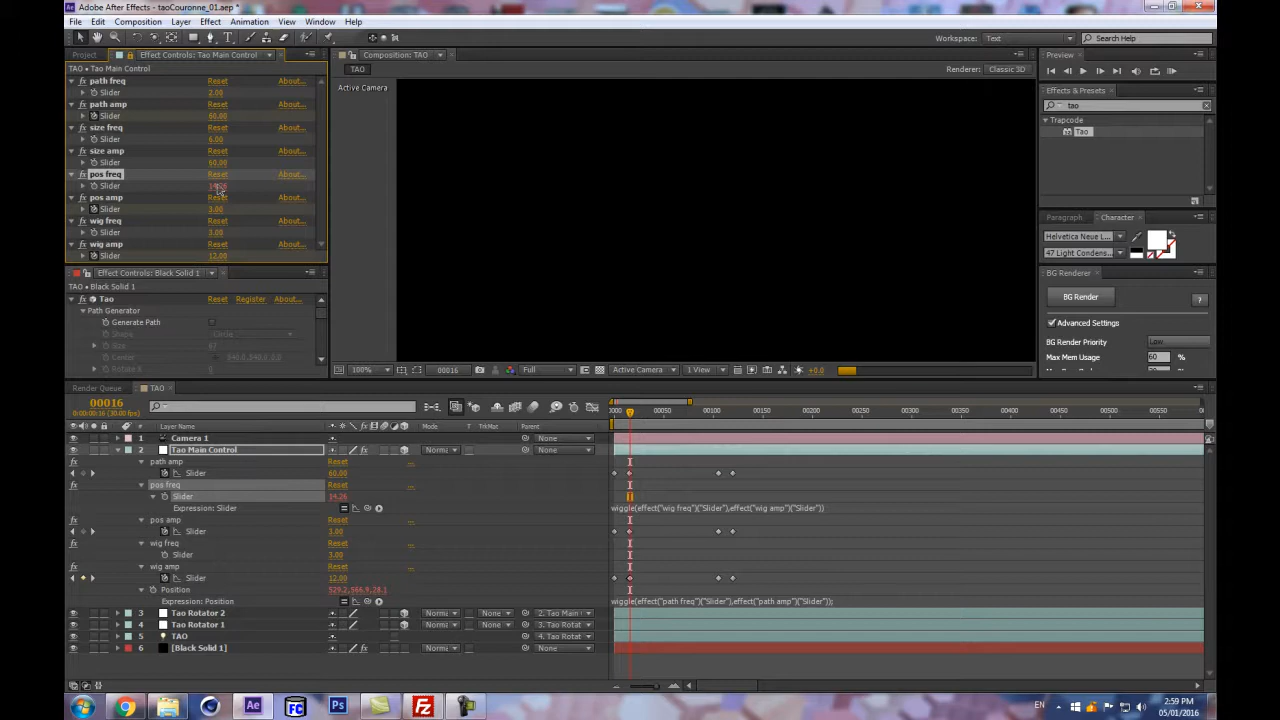 Adobe After Effects - taoCouronne_01.aep *
File Edit Composition Layer Effect Animation View Window Help
Workspace: Text Search Help
Project Effect Controls: Tao Main Control
TAO • Tao Main Control
path freq Reset About...
Slider 2.00
path amp Reset About...
Slider 60.00
size freq Reset About...
Slider 6.00
size amp Reset About...
Slider 60.00
pos freq Reset About...
Slider
pos amp Reset About...
Slider 3.00
wig freq Reset About...
Slider 3.00
wig amp Reset About...
Slider 12.00
Effect Controls: Black Solid 1
TAO • Black Solid 1
Tao Reset Register About...
Path Generator
Generate Path
Shape Circle
Size 47
Center 540.0,540.0,0.0
Rotate X 0
Composition: TAO
TAO Renderer: Classic 3D
Active Camera
100% 00016 Full Active Camera 1 View +0.0
Preview
Effects & Presets
tao
Trapcode
Tao
Paragraph Character
Helvetica Neue L...
47 Light Condens...
BG Renderer
BG Render ?
Advanced Settings
BG Render Priority Low
Max Mem Usage 60 %
Render Queue TAO
00016
0:00:00:16 (30.00 fps)
0000 00050 00100 00150 00200 00250 00300 00350 00400 00450 00500 00550
# Layer Name Mode T TrkMat Parent
1 Camera 1 None
2 Tao Main Control Norma None
path amp Reset ...
Slider 60.00
pos freq Reset ...
Slider 14.26
Expression: Slider wiggle(effect("wig freq")("Slider"),effect("wig amp")("Slider"))
pos amp Reset ...
Slider 3.00
wig freq Reset ...
Slider 3.00
wig amp Reset ...
Slider 12.00
Position 529.2,566.9,28.1
Expression: Position wiggle(effect("path freq")("Slider"),effect("path amp")("Slider"));
3 Tao Rotator 2 Norma None 2. Tao Main
4 Tao Rotator 1 Norma None 3. Tao Rotat
5 TAO 4. Tao Rotat
6 [Black Solid 1] Norma None
Ae FC Ps Fz
EN 2:59 PM
05/01/2016